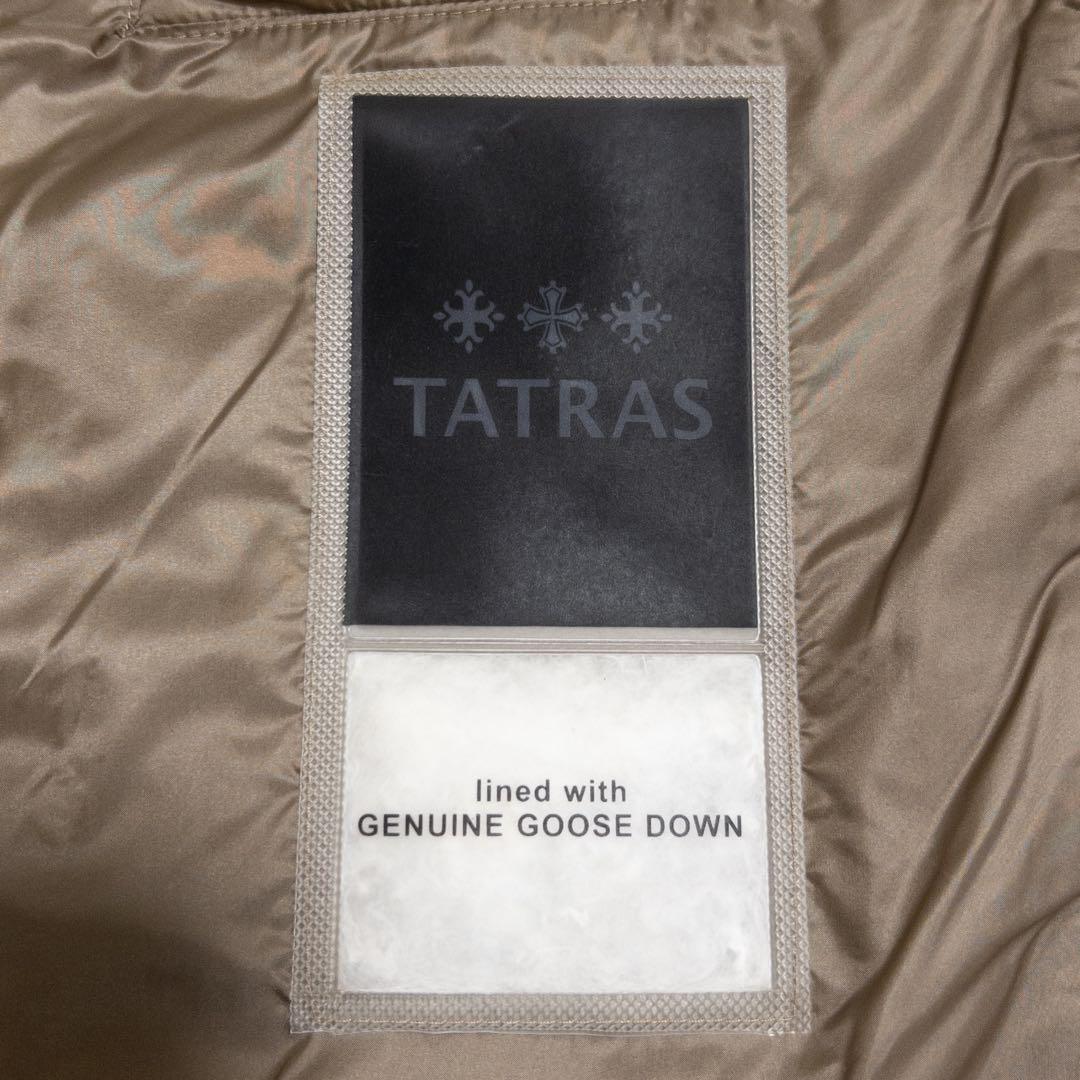 TATRAS
lined with
GENUINE GOOSE DOWN